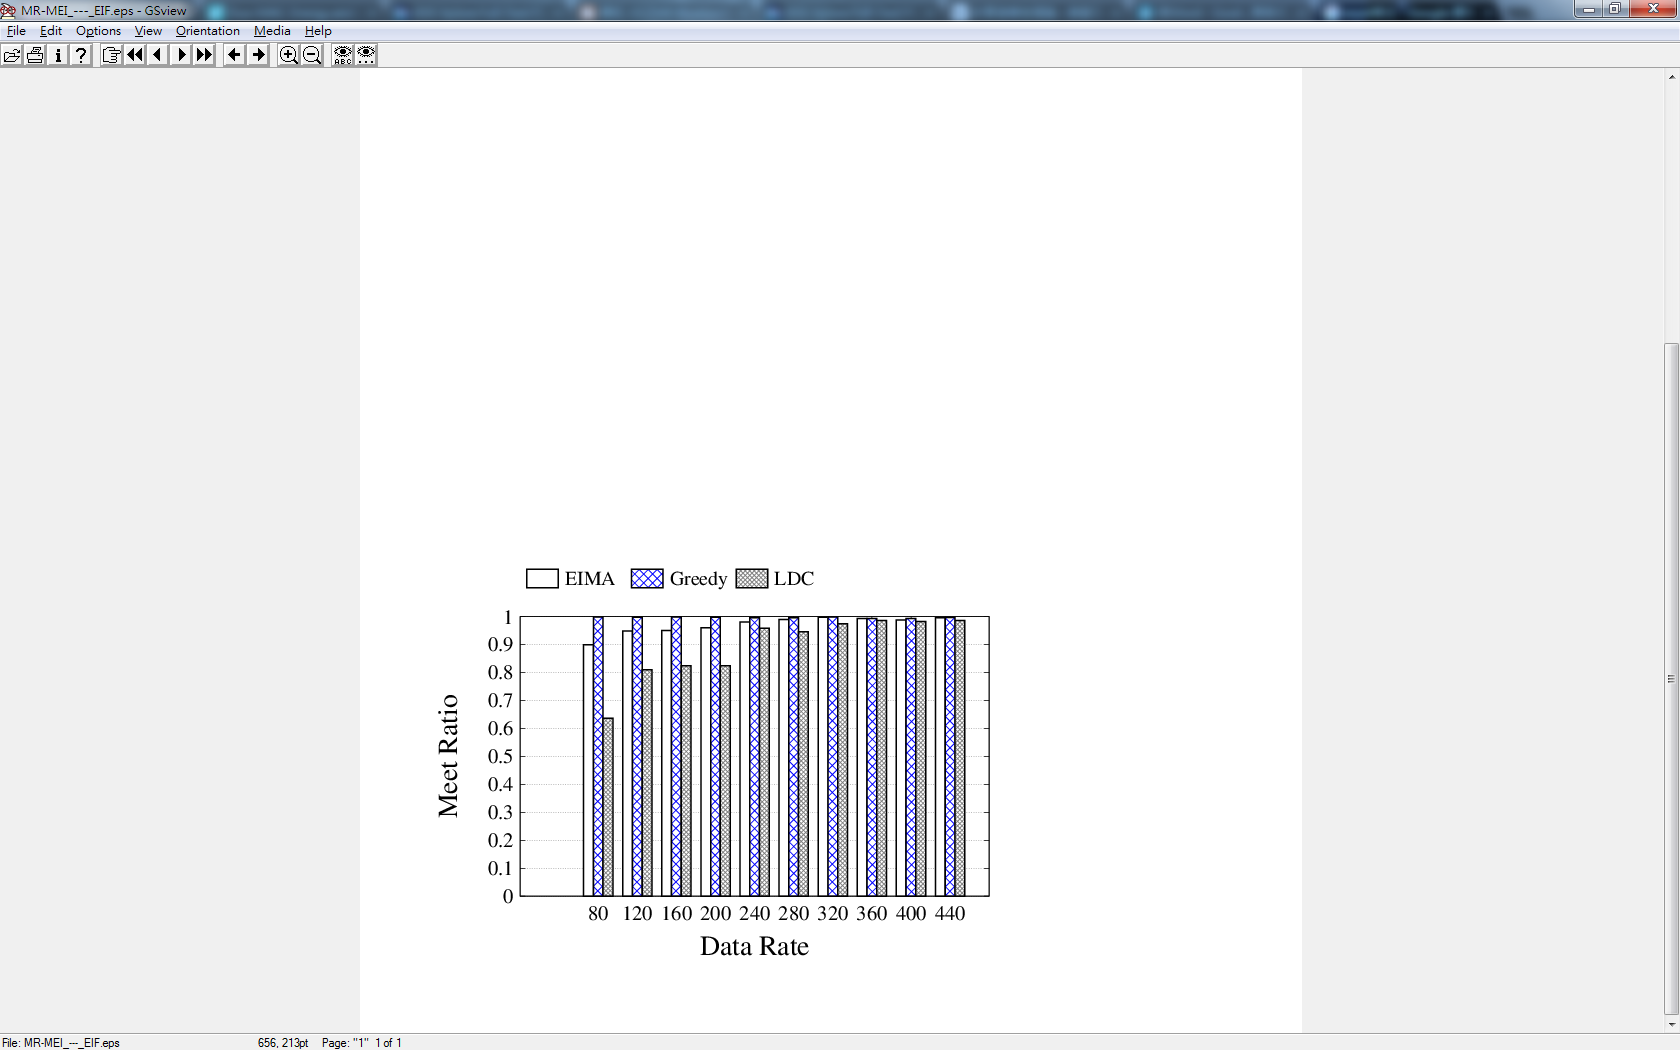 MR-MEI_---_EIF.eps - GSview
File Edit Options View Orientation Media Help
ABC
EIMA Greedy LDC
1
0.9
0.8
0.7
0.6
0.5
0.4
0.3
0.2
0.1
0
Meet Ratio
80 120 160 200 240 280 320 360 400 440
Data Rate
File: MR-MEI_---_EIF.eps 656, 213pt Page: "1" 1 of 1